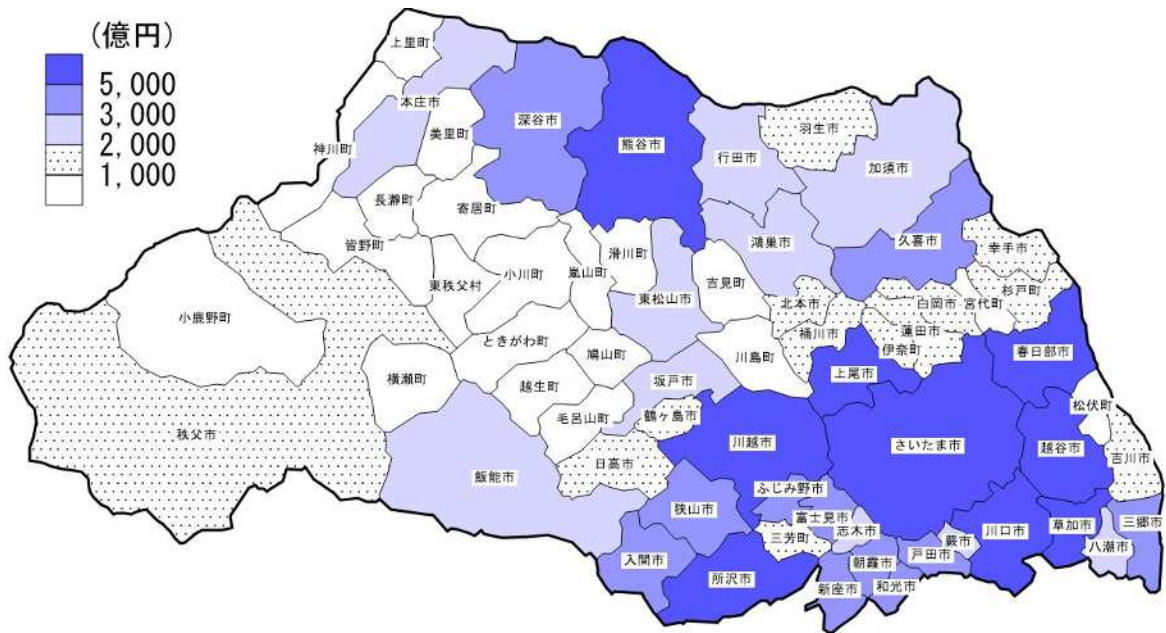 (億円)
5,000
3,000
2,000
1,000
上里町
本庄市
神川町
美里町
深谷市
熊谷市
行田市
羽生市
加須市
長瀞町
寄居町
皆野町
東秩父村
小川町
嵐山町
滑川町
東松山市
吉見町
鴻巣市
久喜市
幸手市
杉戸町
宮代町
白岡市
蓮田市
伊奈町
北本市
桶川市
小鹿野町
秩父市
横瀬町
ときがわ町
鳩山町
川島町
上尾市
春日部市
越生町
毛呂山町
坂戸市
鶴ヶ島市
日高市
飯能市
川越市
さいたま市
松伏町
越谷市
吉川市
ふじみ野市
富士見市
志木市
狭山市
三芳町
入間市
所沢市
新座市
朝霞市
和光市
戸田市
蕨市
川口市
草加市
八潮市
三郷市